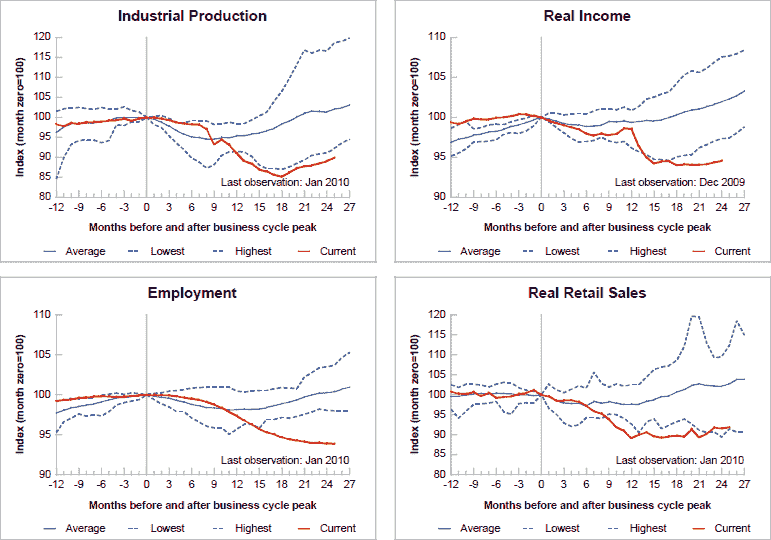 Industrial Production
Index (month zero=100)
120
115
110
105
100
95
90
85
80
Last observation: Jan 2010
-12 -9 -6 -3 0 3 6 9 12 15 18 21 24 27
Months before and after business cycle peak
Average Lowest Highest Current
Real Income
Index (month zero=100)
110
105
100
95
90
Last observation: Dec 2009
-12 -9 -6 -3 0 3 6 9 12 15 18 21 24 27
Months before and after business cycle peak
Average Lowest Highest Current
Employment
Index (month zero=100)
110
105
100
95
90
Last observation: Jan 2010
-12 -9 -6 -3 0 3 6 9 12 15 18 21 24 27
Months before and after business cycle peak
Average Lowest Highest Current
Real Retail Sales
Index (month zero=100)
120
115
110
105
100
95
90
85
80
Last observation: Jan 2010
-12 -9 -6 -3 0 3 6 9 12 15 18 21 24 27
Months before and after business cycle peak
Average Lowest Highest Current